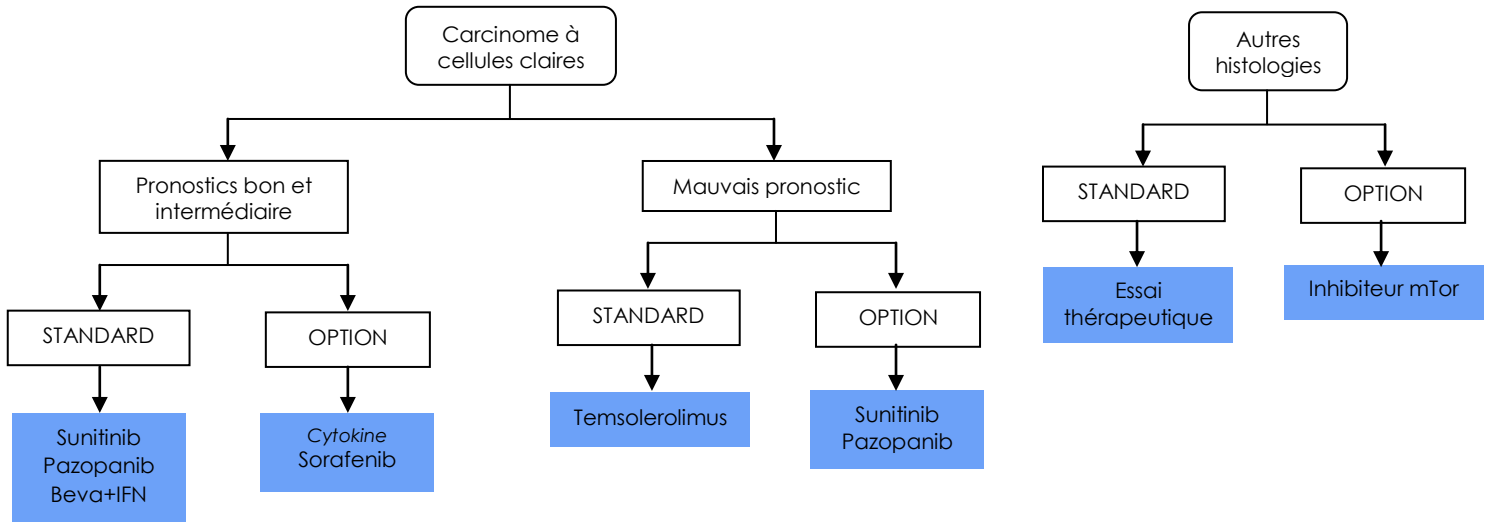 Carcinome à
cellules claires
Autres
histologies
Pronostics bon et
intermédiaire
Mauvais pronostic
STANDARD
OPTION
STANDARD
OPTION
STANDARD
OPTION
Essai
thérapeutique
Inhibiteur mTor
Sunitinib
Pazopanib
Beva+IFN
Cytokine
Sorafenib
Temsolerolimus
Sunitinib
Pazopanib